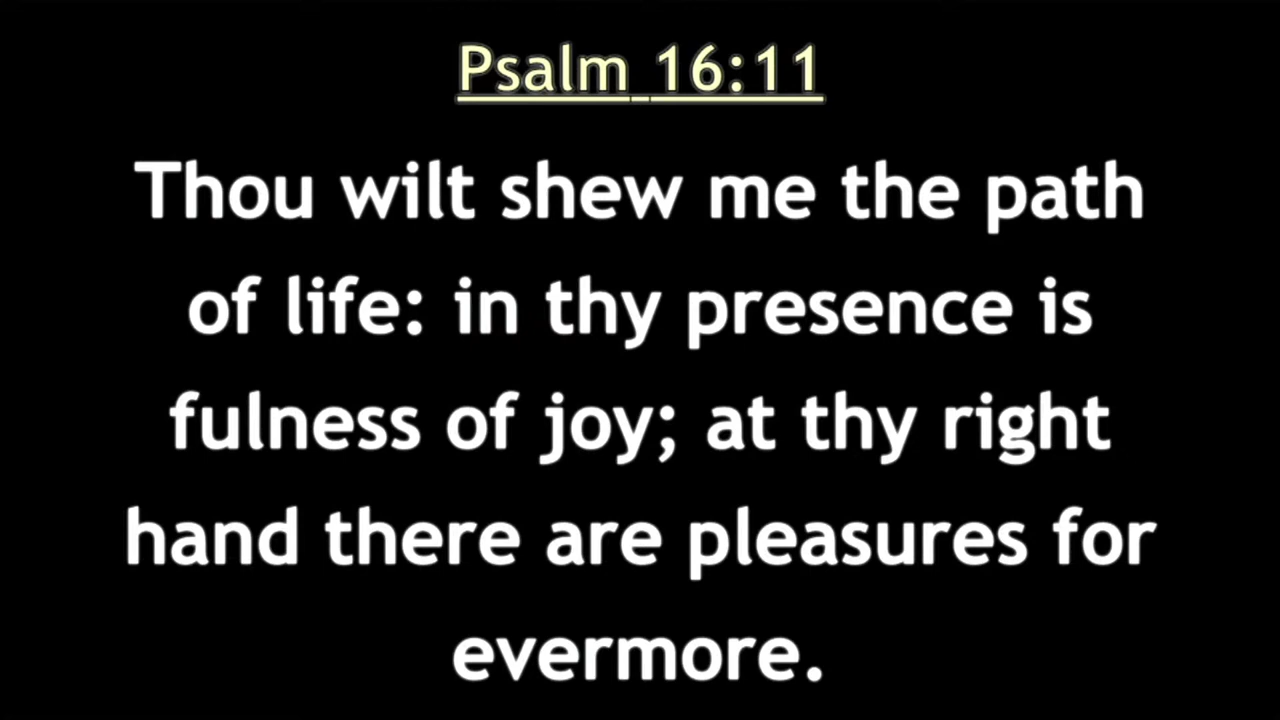 Psalm 16:11
Thou wilt shew me the path
of life: in thy presence is
fulness of joy; at thy right
hand there are pleasures for
evermore.